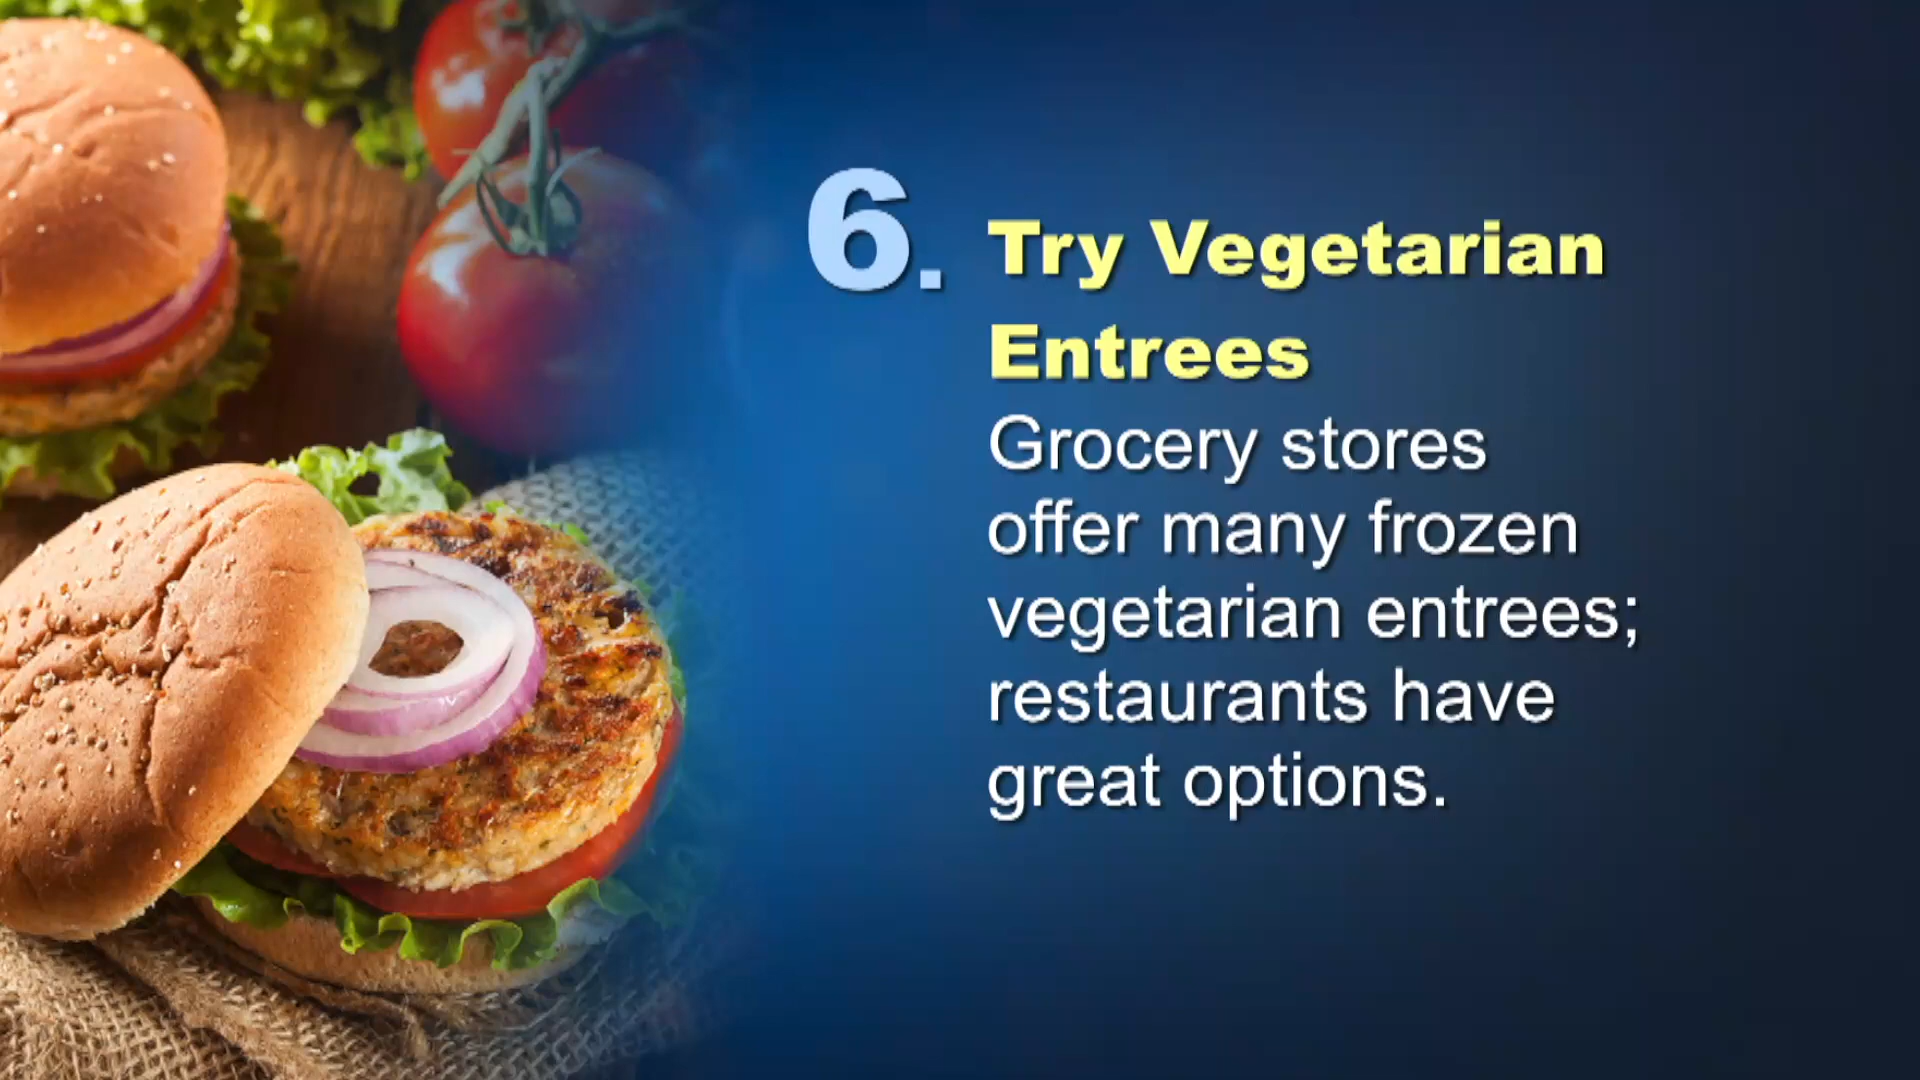 6. Try Vegetarian
Entrees
Grocery stores
offer many frozen
vegetarian entrees;
restaurants have
great options.